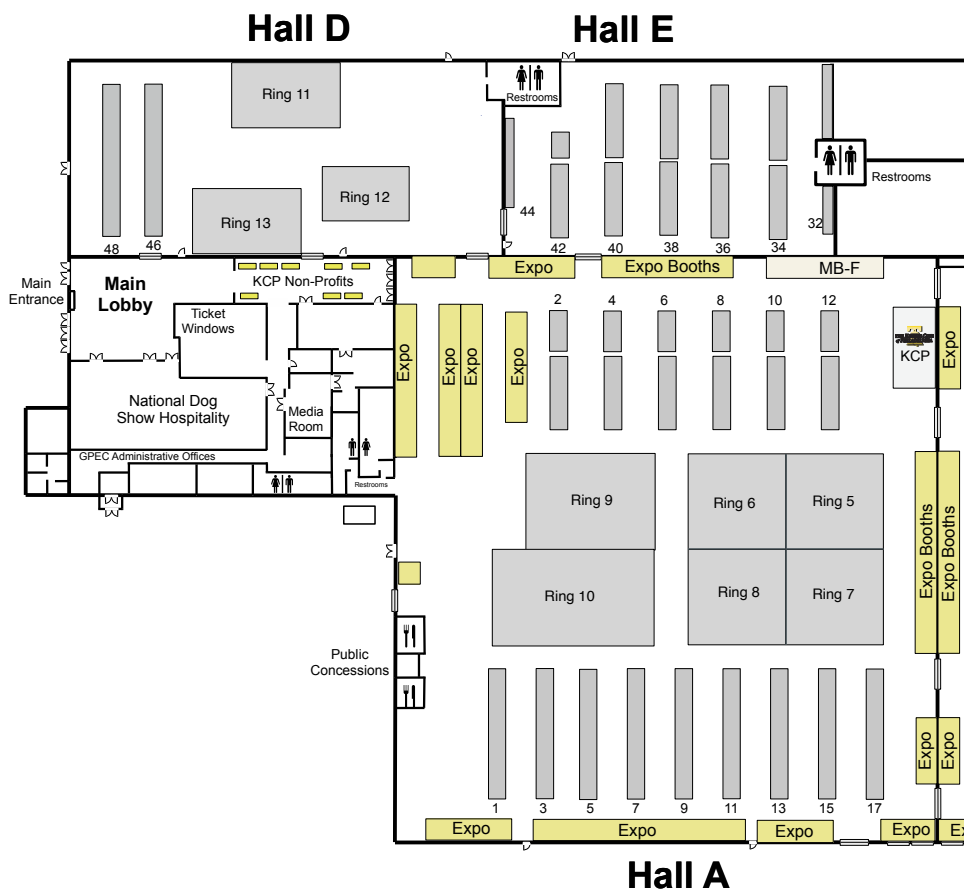 Hall D
Hall E
Ring 11
Restrooms
Ring 12
Restrooms
Ring 13
44
32
48
46
42
40
38
36
34
Main
Entrance
Main
Lobby
KCP Non-Profits
Expo
Expo Booths
MB-F
Ticket
Windows
2
4
6
8
10
12
Expo
Expo
Expo
Expo
KCP
Expo
National Dog
Show Hospitality
Media
Room
GPEC Administrative Offices
Restrooms
Ring 9
Ring 6
Ring 5
Expo Booths
Expo Booths
Ring 10
Ring 8
Ring 7
Public
Concessions
Expo
Expo
1
3
5
7
9
11
13
15
17
Expo
Expo
Expo
Expo
Hall A